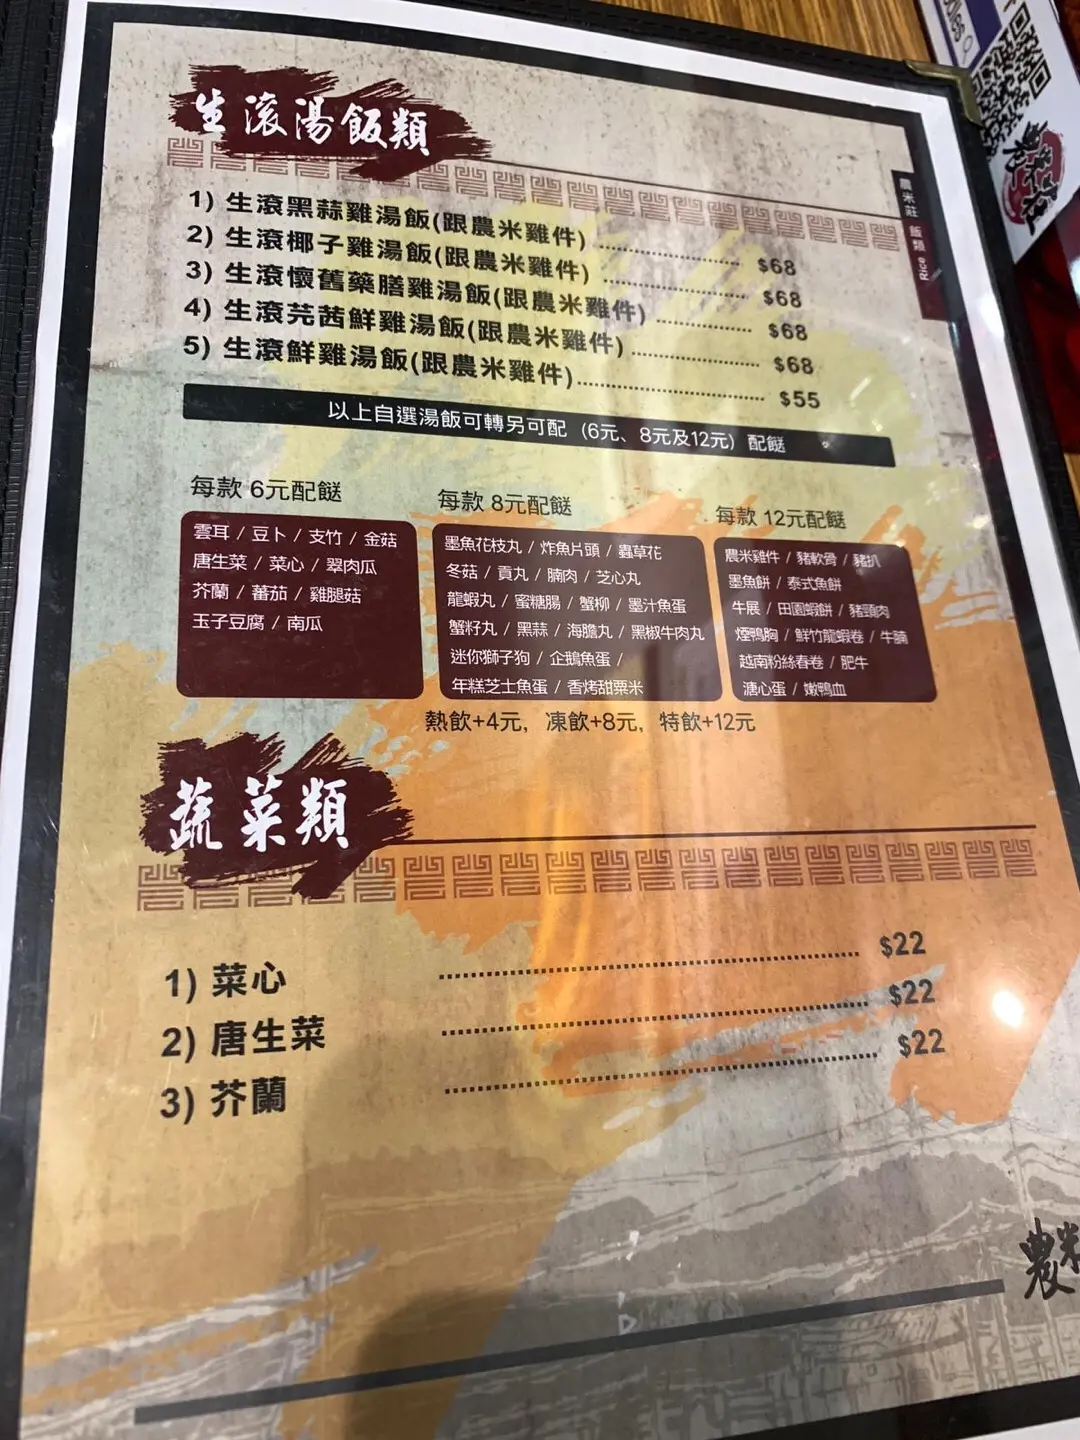 生滾湯飯類
1) 生滾黑蒜雞湯飯(跟農米雞件) $68
2) 生滾椰子雞湯飯(跟農米雞件) $68
3) 生滾懷舊藥膳雞湯飯(跟農米雞件) $68
4) 生滾芫茜鮮雞湯飯(跟農米雞件) $68
5) 生滾鮮雞湯飯(跟農米雞件) $55
農米莊 飯類 Rice
以上自選湯飯可轉另可配 (6元、8元及12元) 配餸
每款 6元配餸
雲耳 / 豆卜 / 支竹 / 金菇
唐生菜 / 菜心 / 翠肉瓜
芥蘭 / 蕃茄 / 雞腿菇
玉子豆腐 / 南瓜
每款 8元配餸
墨魚花枝丸 / 炸魚片頭 / 蟲草花
冬菇 / 貢丸 / 腩肉 / 芝心丸
龍蝦丸 / 蜜糖腸 / 蟹柳 / 墨汁魚蛋
蟹籽丸 / 黑蒜 / 海膽丸 / 黑椒牛肉丸
迷你獅子狗 / 企鵝魚蛋 /
年糕芝士魚蛋 / 香烤甜粟米
每款 12元配餸
農米雞件 / 豬軟骨 / 豬扒
墨魚餅 / 泰式魚餅
牛展 / 田園蝦餅 / 豬頸肉
煙鴨胸 / 鮮竹龍蝦卷 / 牛腩
越南粉絲春卷 / 肥牛
溏心蛋 / 嫩鴨血
熱飲+4元, 凍飲+8元, 特飲+12元
蔬菜類
1) 菜心 $22
2) 唐生菜 $22
3) 芥蘭 $22
農米